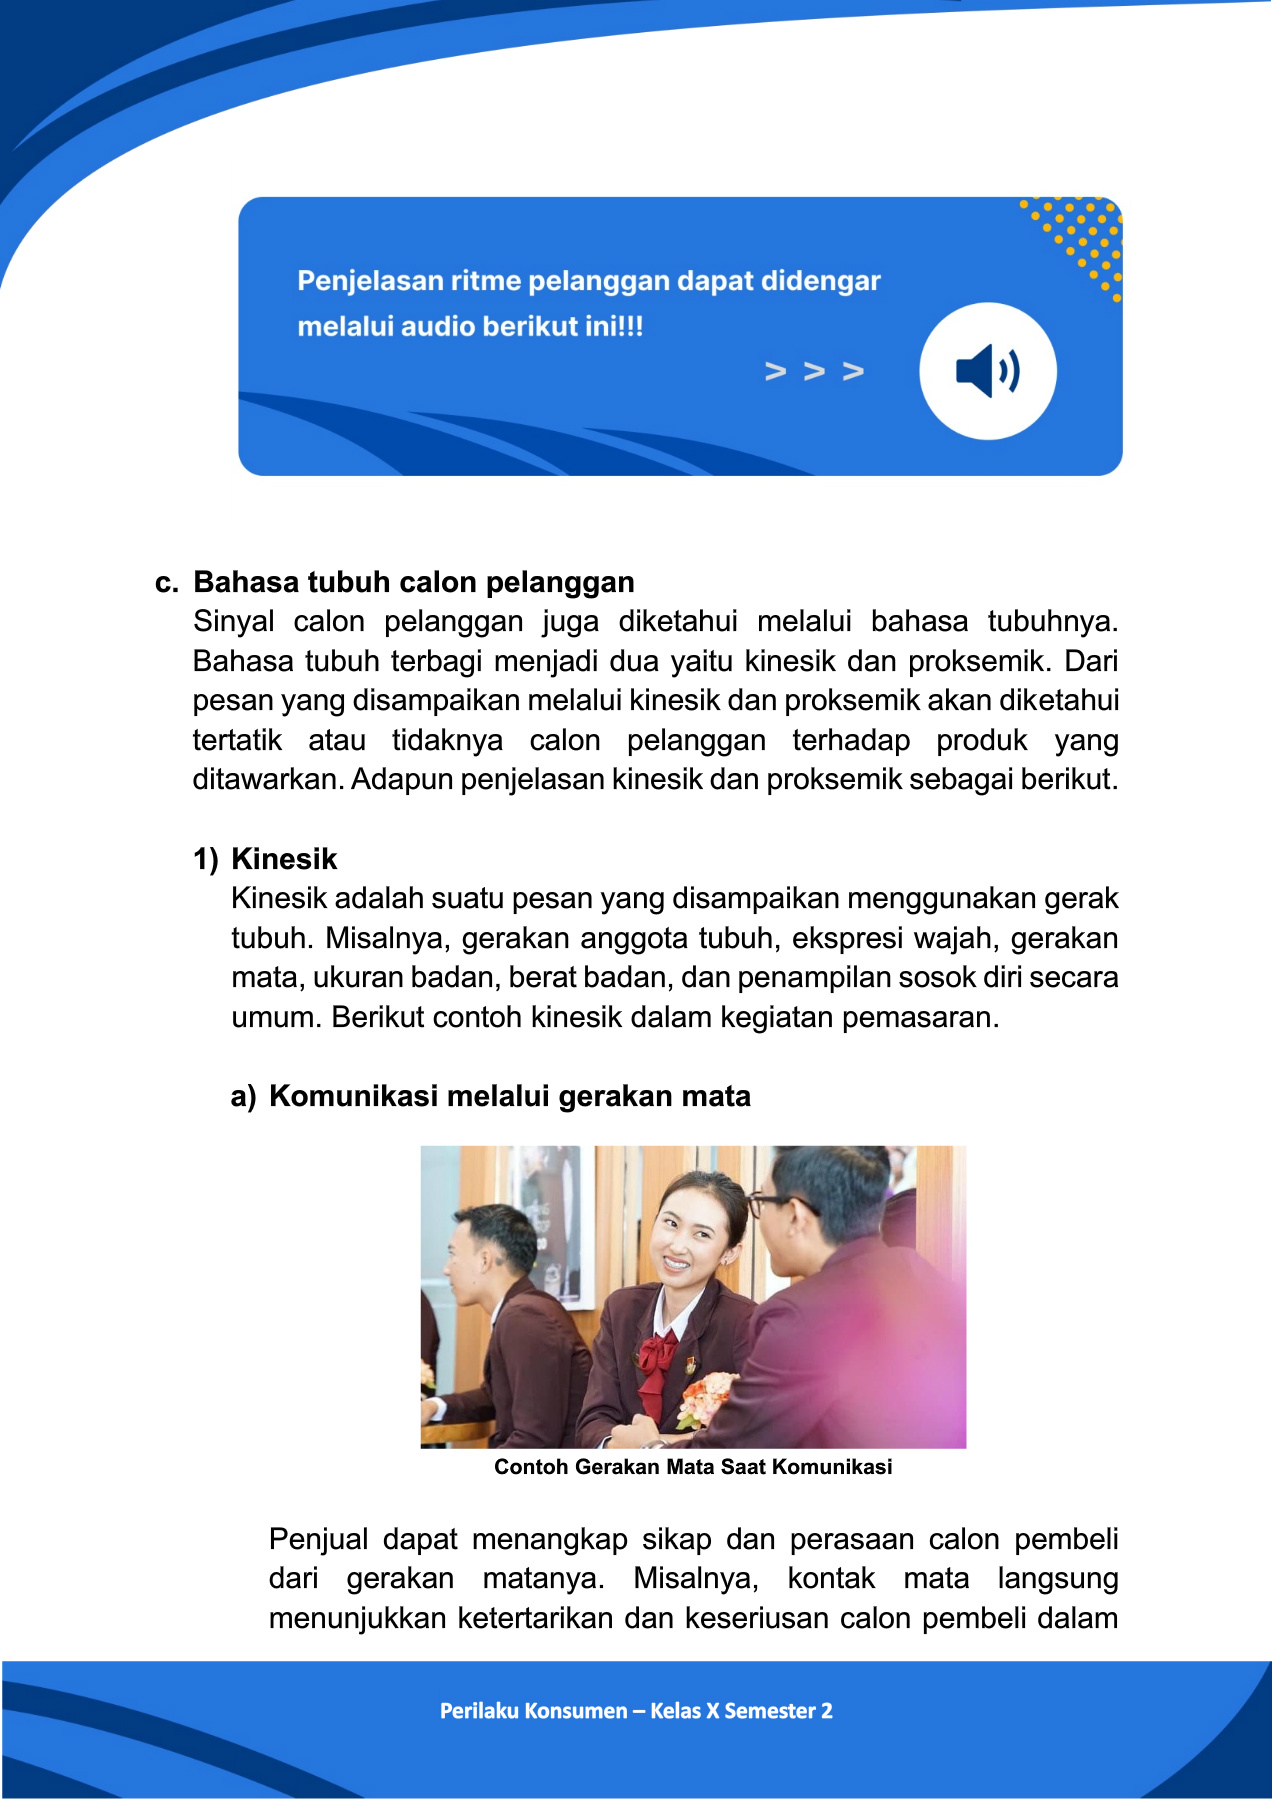 Penjelasan ritme pelanggan dapat didengar
melalui audio berikut ini!!!
> > >
c. Bahasa tubuh calon pelanggan
Sinyal calon pelanggan juga diketahui melalui bahasa tubuhnya.
Bahasa tubuh terbagi menjadi dua yaitu kinesik dan proksemik. Dari
pesan yang disampaikan melalui kinesik dan proksemik akan diketahui
tertatik atau tidaknya calon pelanggan terhadap produk yang
ditawarkan. Adapun penjelasan kinesik dan proksemik sebagai berikut.
1) Kinesik
Kinesik adalah suatu pesan yang disampaikan menggunakan gerak
tubuh. Misalnya, gerakan anggota tubuh, ekspresi wajah, gerakan
mata, ukuran badan, berat badan, dan penampilan sosok diri secara
umum. Berikut contoh kinesik dalam kegiatan pemasaran.
a) Komunikasi melalui gerakan mata
Contoh Gerakan Mata Saat Komunikasi
Penjual dapat menangkap sikap dan perasaan calon pembeli
dari gerakan matanya. Misalnya, kontak mata langsung
menunjukkan ketertarikan dan keseriusan calon pembeli dalam
Perilaku Konsumen – Kelas X Semester 2